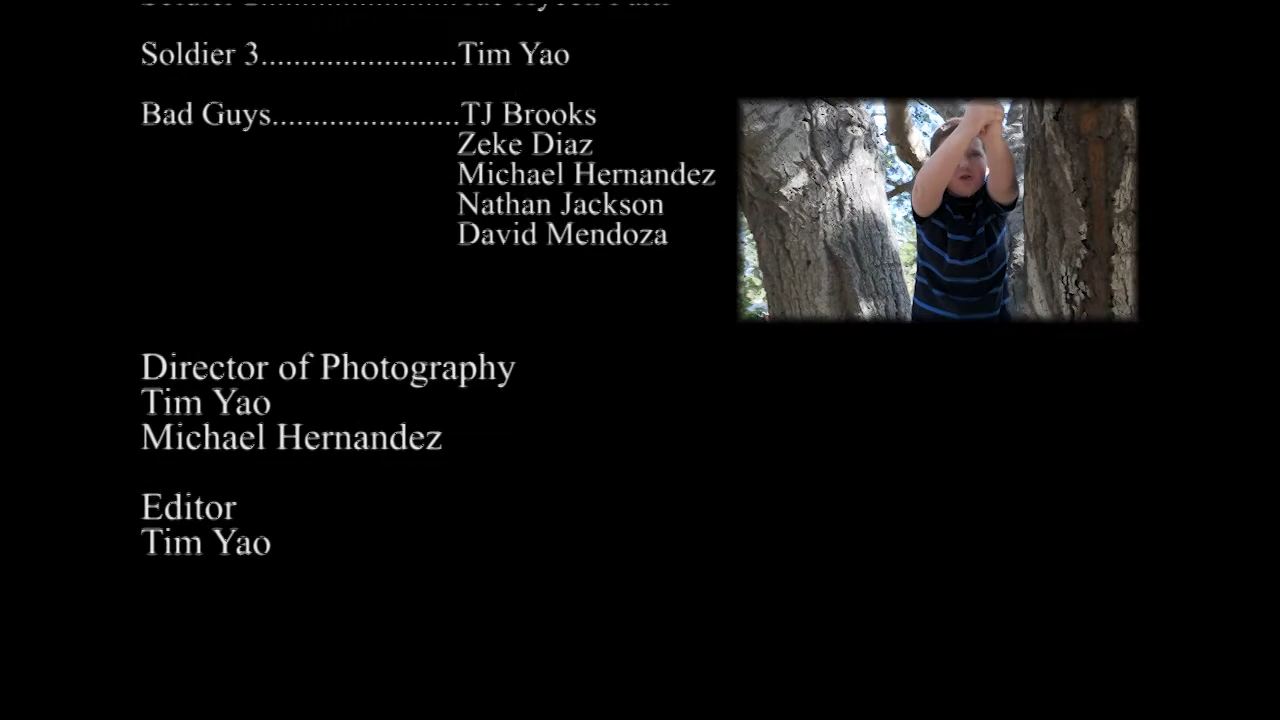 Soldier 3........................Tim Yao
Bad Guys.......................TJ Brooks
Zeke Diaz
Michael Hernandez
Nathan Jackson
David Mendoza
Director of Photography
Tim Yao
Michael Hernandez
Editor
Tim Yao